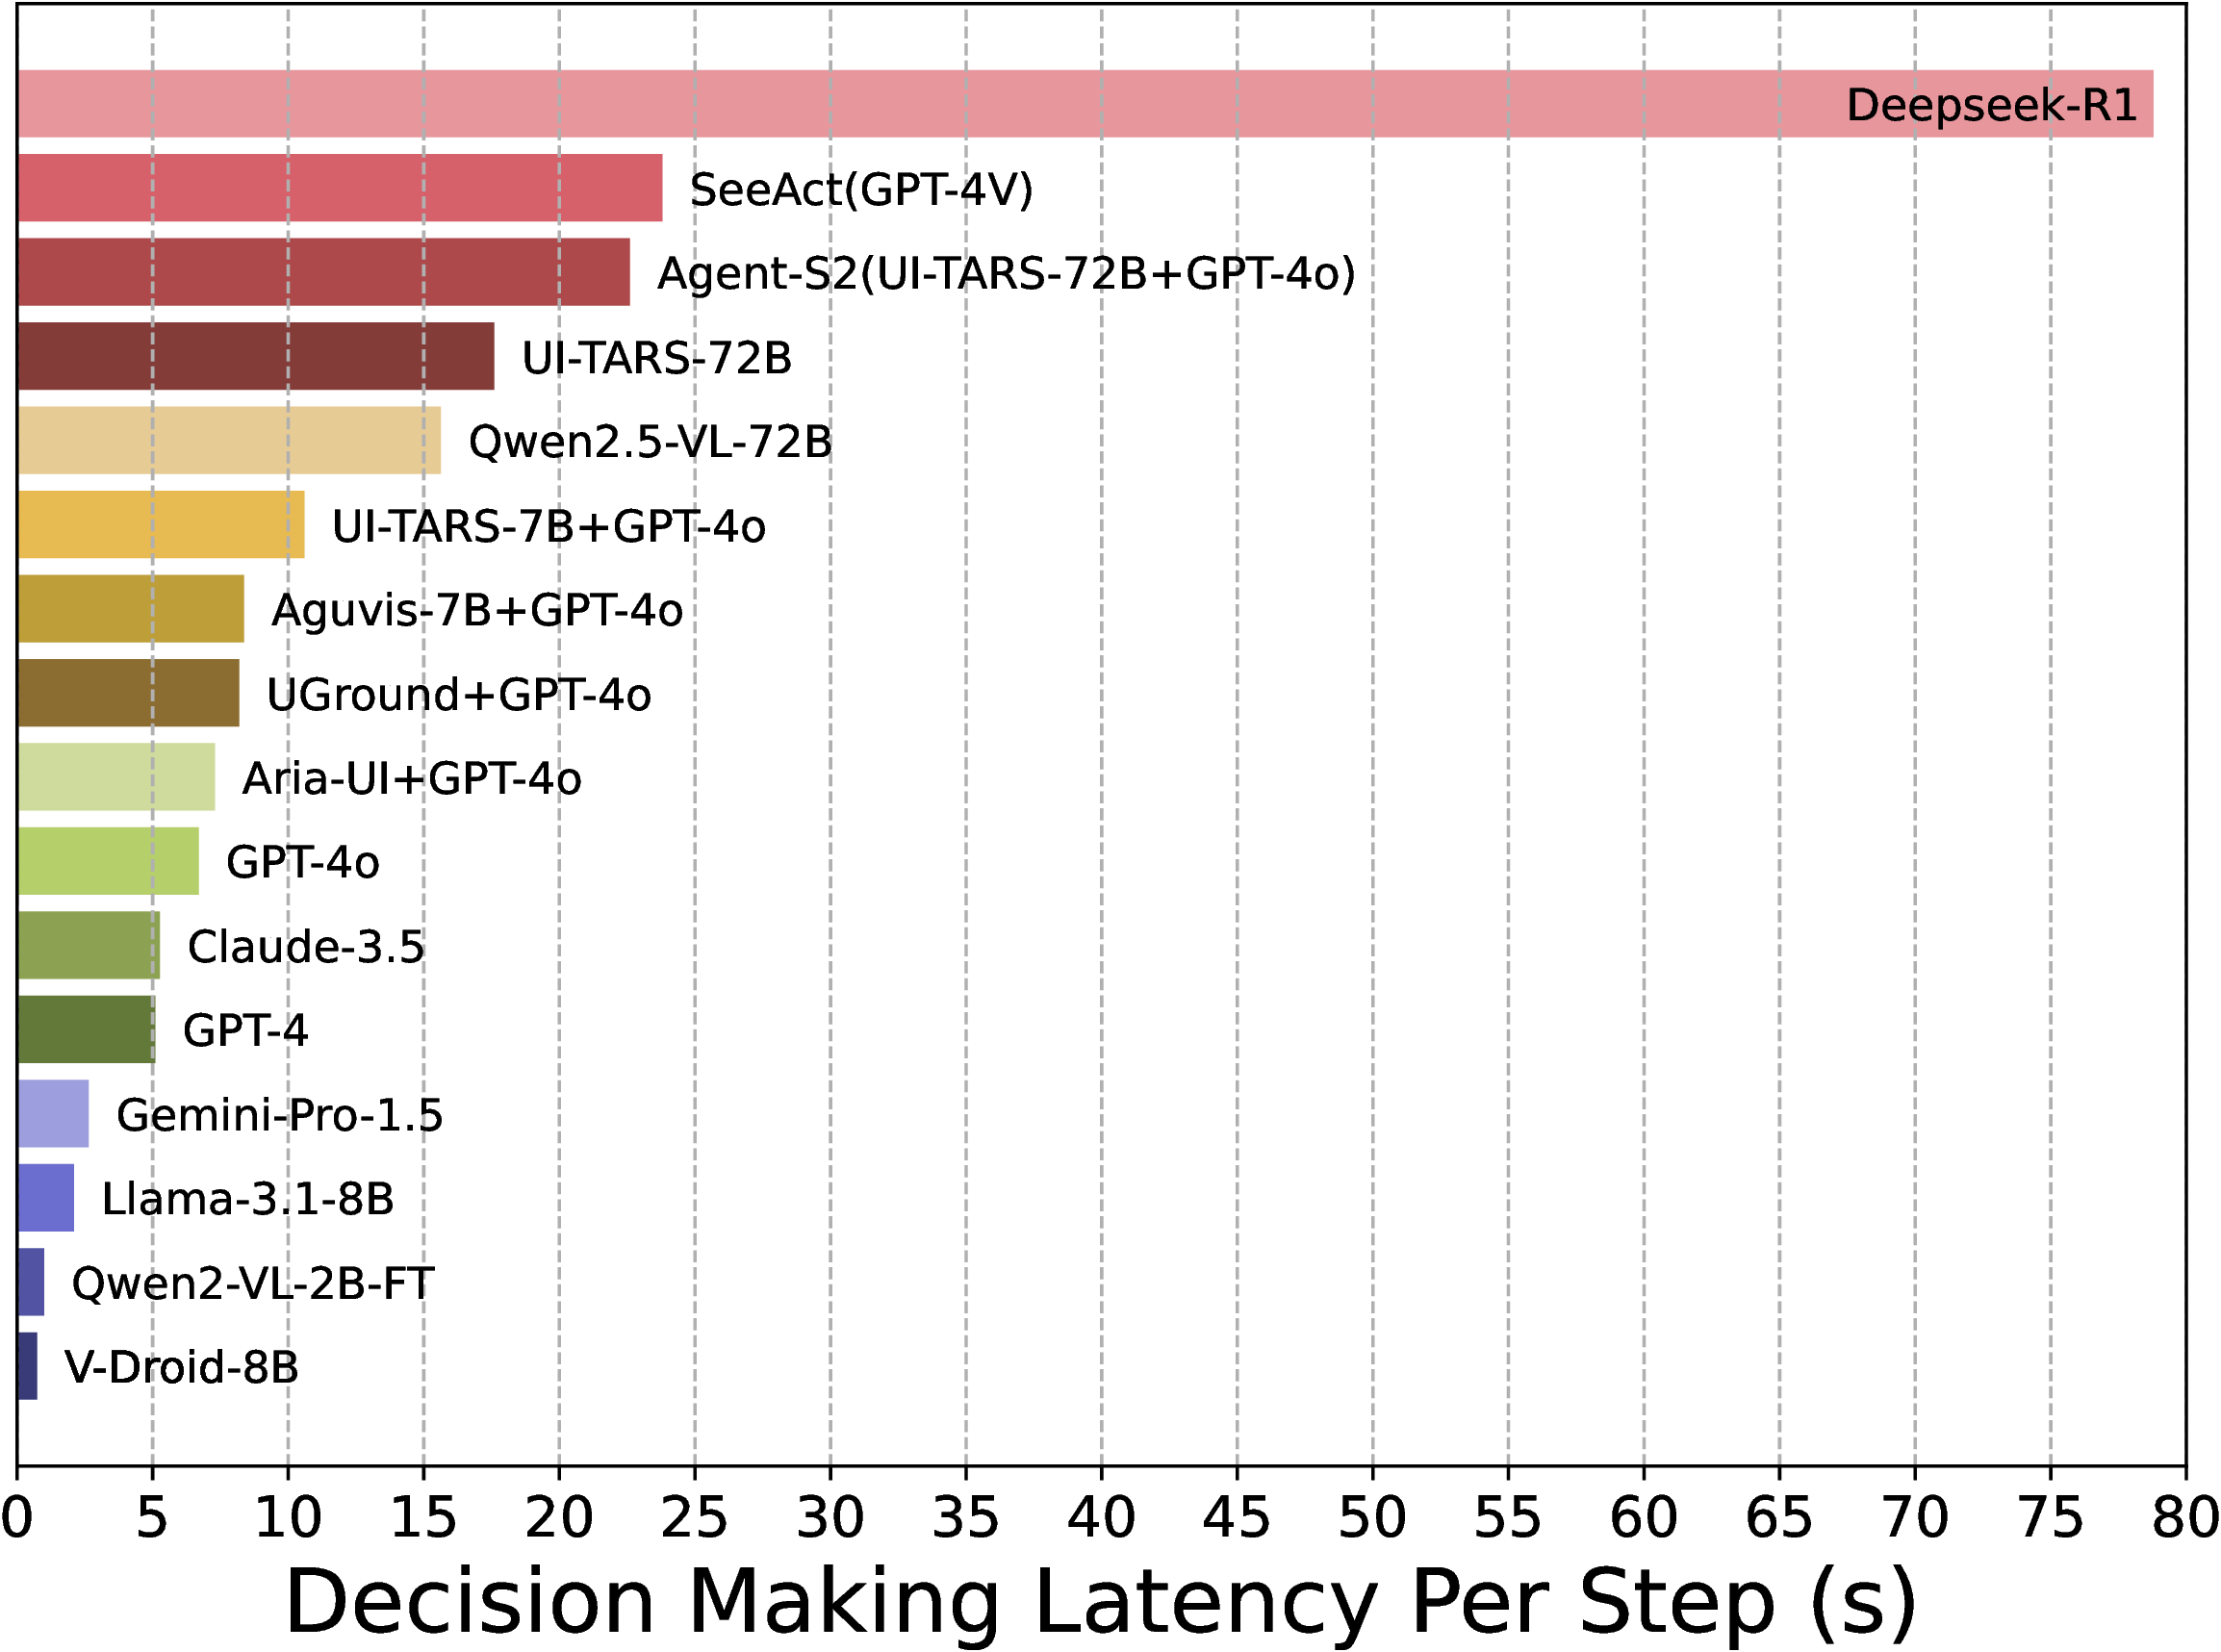 Deepseek-R1
SeeAct(GPT-4V)
Agent-S2(UI-TARS-72B+GPT-4o)
UI-TARS-72B
Qwen2.5-VL-72B
UI-TARS-7B+GPT-4o
Aguvis-7B+GPT-4o
UGround+GPT-4o
Aria-UI+GPT-4o
GPT-4o
Claude-3.5
GPT-4
Gemini-Pro-1.5
Llama-3.1-8B
Qwen2-VL-2B-FT
V-Droid-8B
0 5 10 15 20 25 30 35 40 45 50 55 60 65 70 75 80
Decision Making Latency Per Step (s)